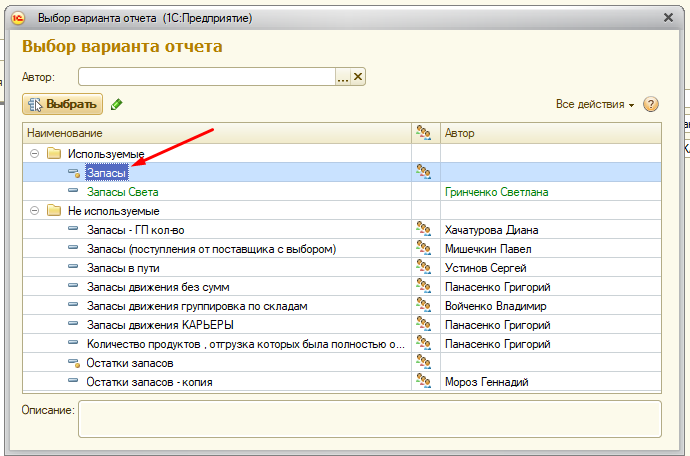 Выбор варианта отчета (1С:Предприятие)
Выбор варианта отчета
Автор:
Выбрать Все действия
Наименование Автор
Используемые
Запасы
Запасы Света Гринченко Светлана
Не используемые
Запасы - ГП кол-во Хачатурова Диана
Запасы (поступления от поставщика с выбором) Мишечкин Павел
Запасы в пути Устинов Сергей
Запасы движения без сумм Панасенко Григорий
Запасы движения группировка по складам Войченко Владимир
Запасы движения КАРЬЕРЫ Панасенко Григорий
Количество продуктов , отгрузка которых была полностью о... Панасенко Григорий
Остатки запасов
Остатки запасов - копия Мороз Геннадий
Описание: